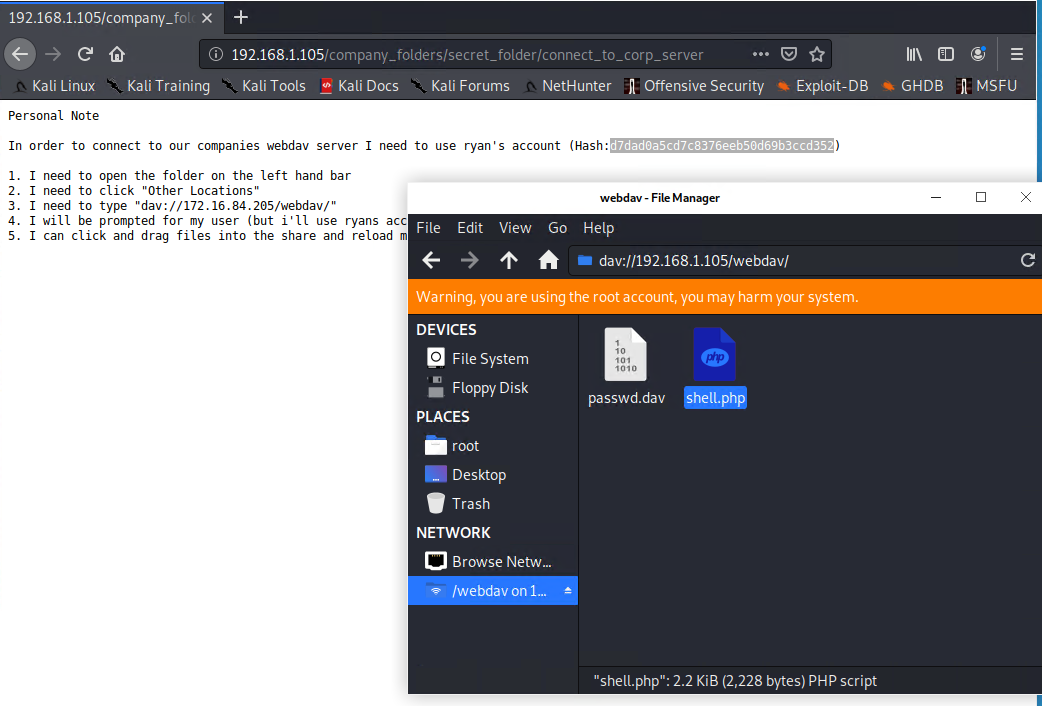 192.168.1.105/company_fol
192.168.1.105/company_folders/secret_folder/connect_to_corp_server
Kali Linux Kali Training Kali Tools Kali Docs Kali Forums NetHunter Offensive Security Exploit-DB GHDB MSFU
Personal Note
In order to connect to our companies webdav server I need to use ryan's account (Hash:d7dad0a5cd7c8376eeb50d69b3ccd352)
1. I need to open the folder on the left hand bar
2. I need to click "Other Locations"
3. I need to type "dav://172.16.84.205/webdav/"
4. I will be prompted for my user (but i'll use ryans acc
5. I can click and drag files into the share and reload m
webdav - File Manager
File Edit View Go Help
dav://192.168.1.105/webdav/
Warning, you are using the root account, you may harm your system.
DEVICES
File System
Floppy Disk
PLACES
root
Desktop
Trash
NETWORK
Browse Netw...
/webdav on 1...
1
10
101
1010
php
passwd.dav shell.php
"shell.php": 2.2 KiB (2,228 bytes) PHP script